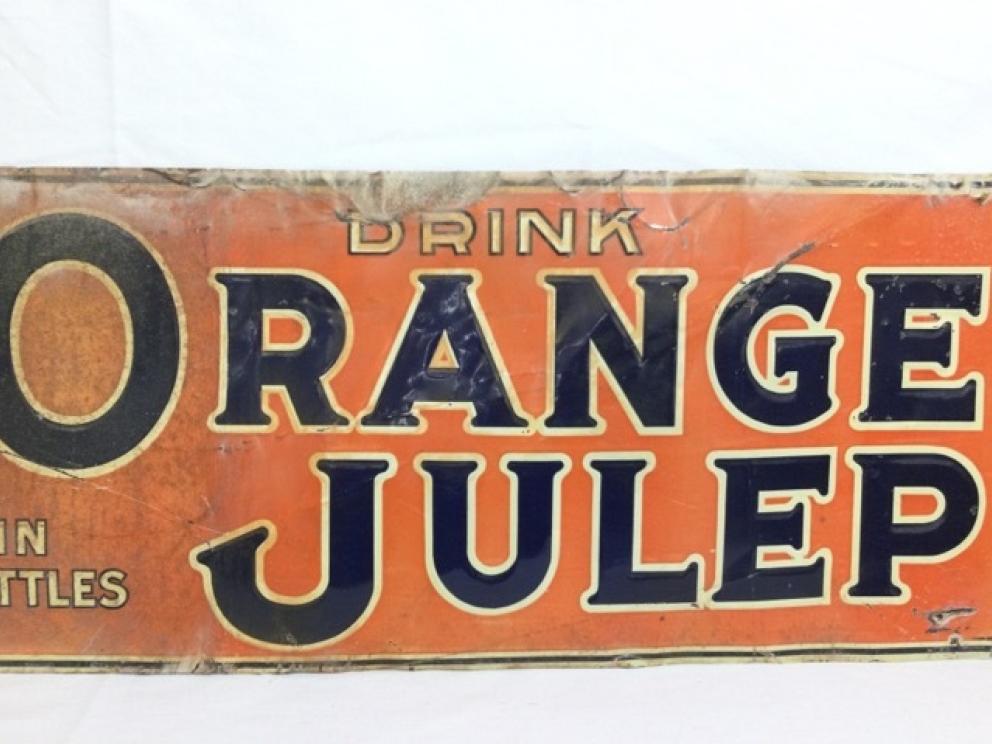 DRINK
ORANGE
JULEP
IN
TTLES